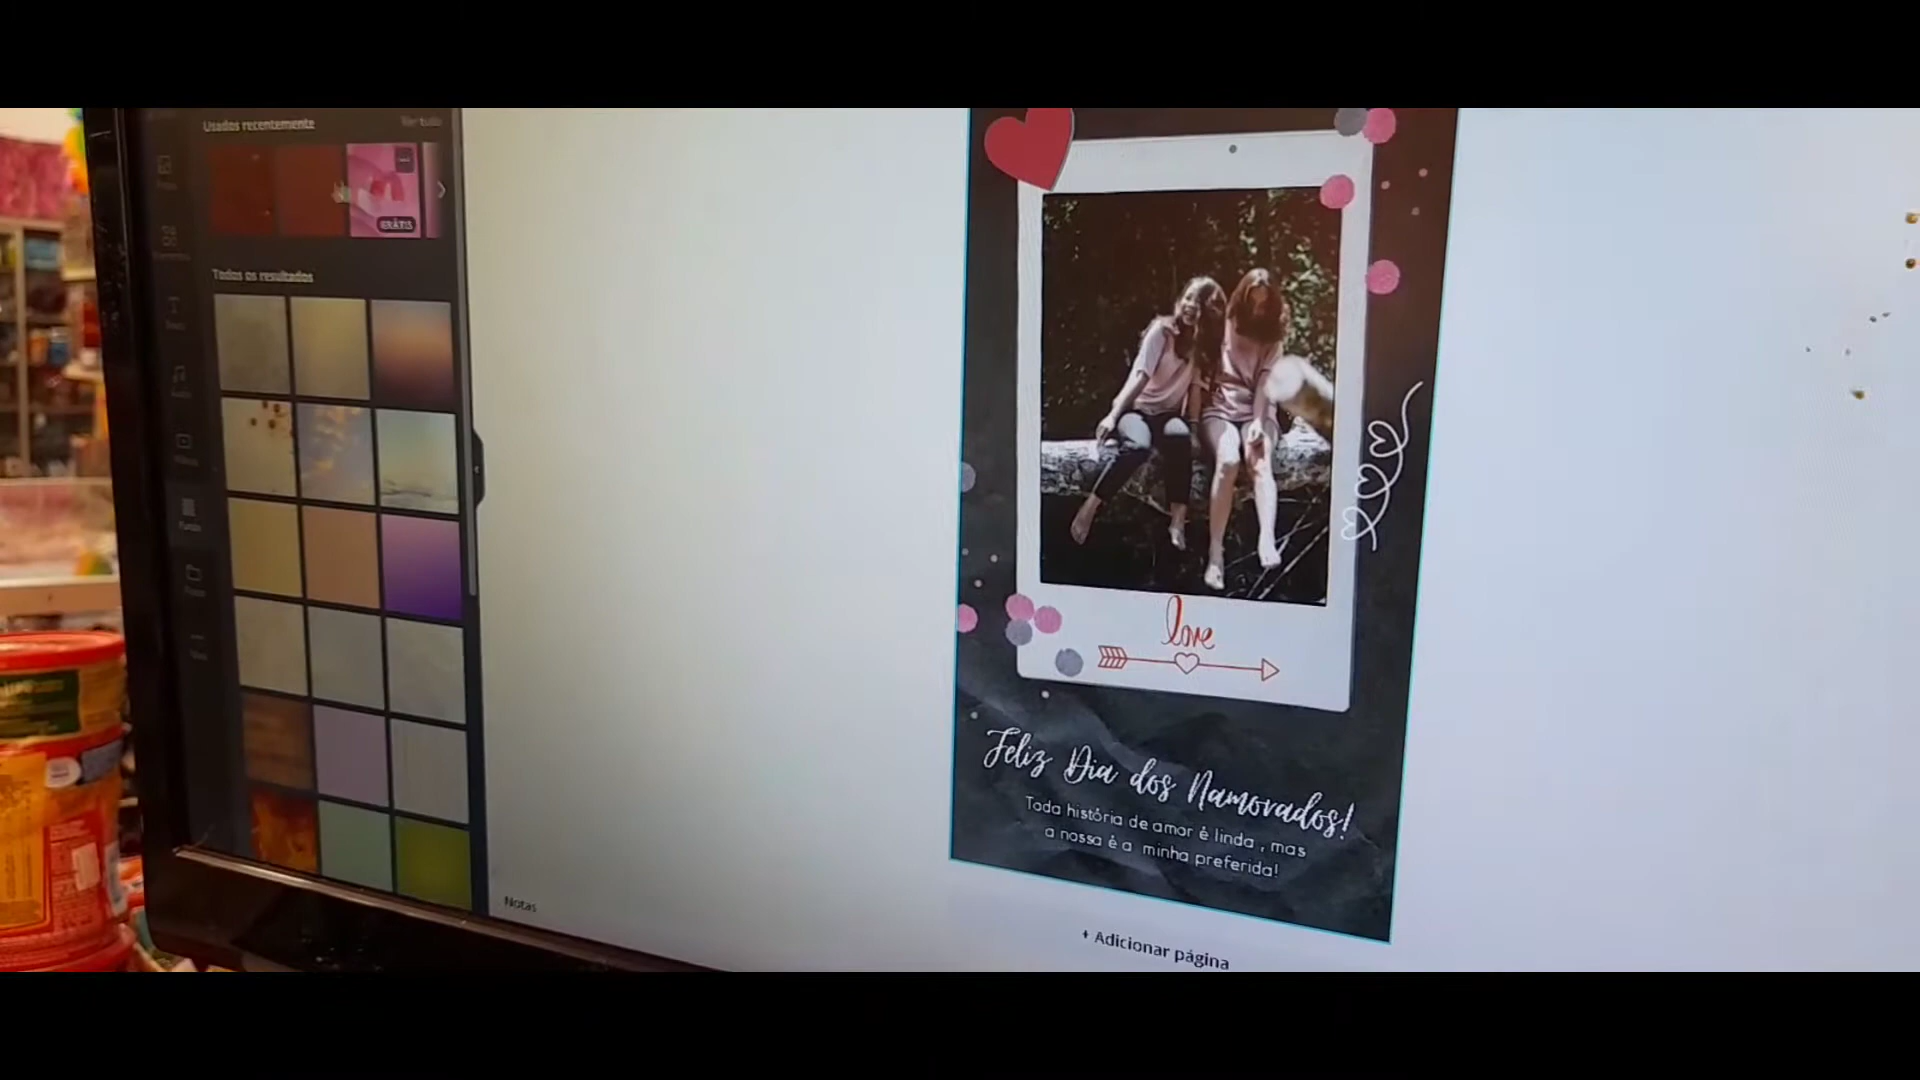 Usados recentemente
Ver tudo
GRÁTIS
Todos os resultados
love
Feliz Dia dos Namorados!
Toda história de amor é linda , mas
a nossa é a minha preferida!
Notas
+ Adicionar página